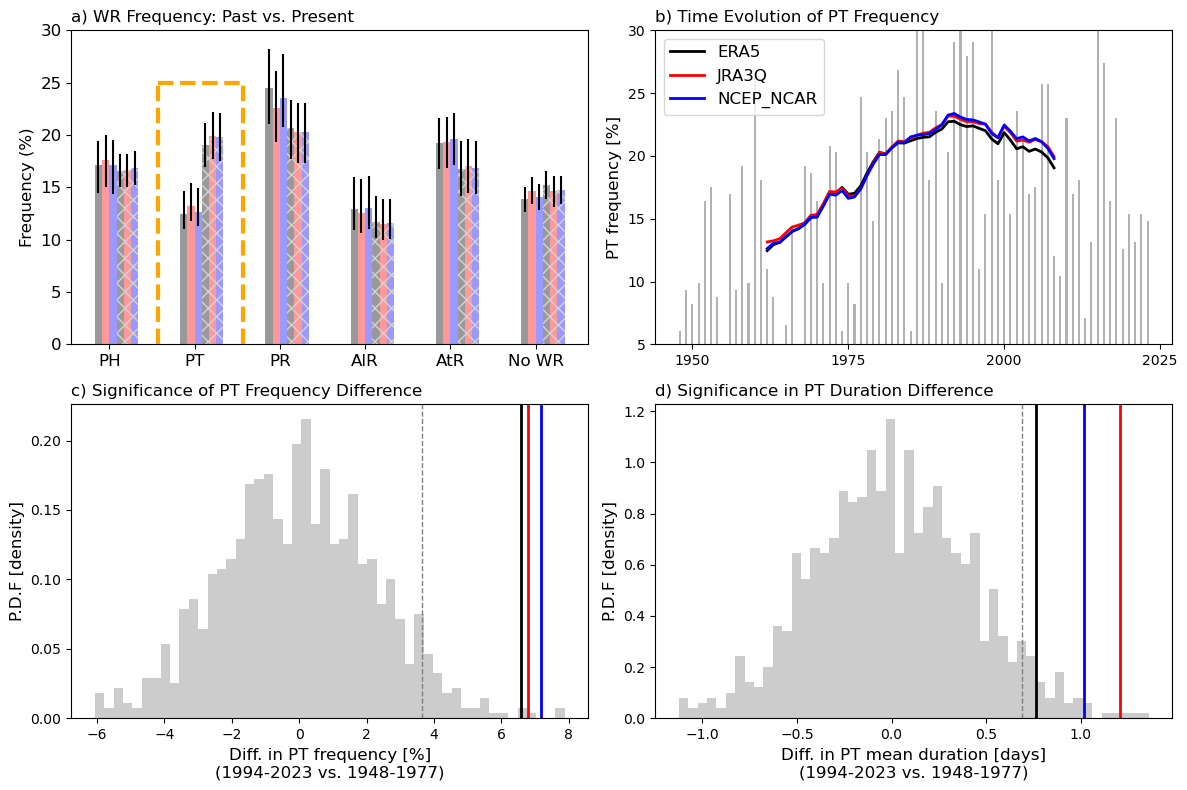 a) WR Frequency: Past vs. Present
30
25
20
15
10
5
0
Frequency (%)
PH
PT
PR
AlR
AtR
No WR
b) Time Evolution of PT Frequency
ERA5
JRA3Q
NCEP_NCAR
30
25
20
15
10
5
PT frequency [%]
1950
1975
2000
2025
c) Significance of PT Frequency Difference
0.20
0.15
0.10
0.05
0.00
P.D.F [density]
−6
−4
−2
0
2
4
6
8
Diff. in PT frequency [%]
(1994-2023 vs. 1948-1977)
d) Significance in PT Duration Difference
1.2
1.0
0.8
0.6
0.4
0.2
0.0
P.D.F [density]
−1.0
−0.5
0.0
0.5
1.0
Diff. in PT mean duration [days]
(1994-2023 vs. 1948-1977)